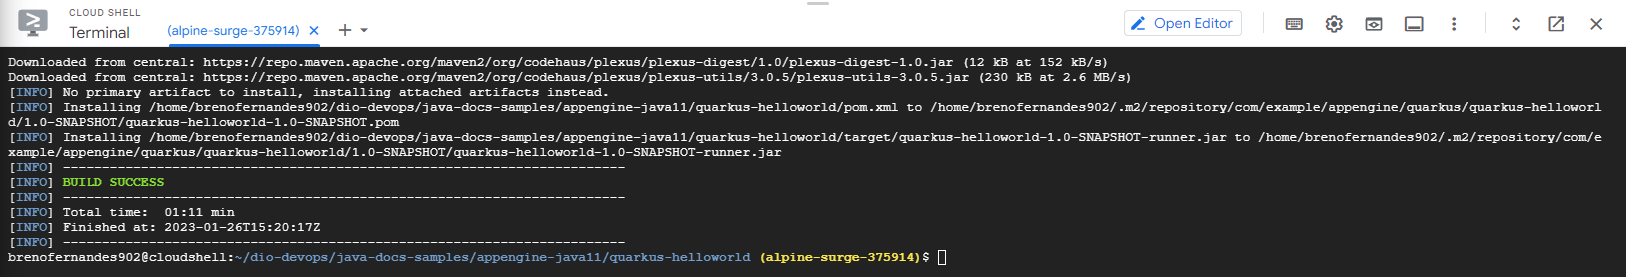 CLOUD SHELL
Terminal
(alpine-surge-375914)
Open Editor
Downloaded from central: https://repo.maven.apache.org/maven2/org/codehaus/plexus/plexus-digest/1.0/plexus-digest-1.0.jar (12 kB at 152 kB/s)
Downloaded from central: https://repo.maven.apache.org/maven2/org/codehaus/plexus/plexus-utils/3.0.5/plexus-utils-3.0.5.jar (230 kB at 2.6 MB/s)
[INFO] No primary artifact to install, installing attached artifacts instead.
[INFO] Installing /home/brenofernandes902/dio-devops/java-docs-samples/appengine-java11/quarkus-helloworld/pom.xml to /home/brenofernandes902/.m2/repository/com/example/appengine/quarkus/quarkus-helloworl
d/1.0-SNAPSHOT/quarkus-helloworld-1.0-SNAPSHOT.pom
[INFO] Installing /home/brenofernandes902/dio-devops/java-docs-samples/appengine-java11/quarkus-helloworld/target/quarkus-helloworld-1.0-SNAPSHOT-runner.jar to /home/brenofernandes902/.m2/repository/com/e
xample/appengine/quarkus/quarkus-helloworld/1.0-SNAPSHOT/quarkus-helloworld-1.0-SNAPSHOT-runner.jar
[INFO] ------------------------------------------------------------------------
[INFO] BUILD SUCCESS
[INFO] ------------------------------------------------------------------------
[INFO] Total time:  01:11 min
[INFO] Finished at: 2023-01-26T15:20:17Z
[INFO] ------------------------------------------------------------------------
brenofernandes902@cloudshell:~/dio-devops/java-docs-samples/appengine-java11/quarkus-helloworld (alpine-surge-375914)$